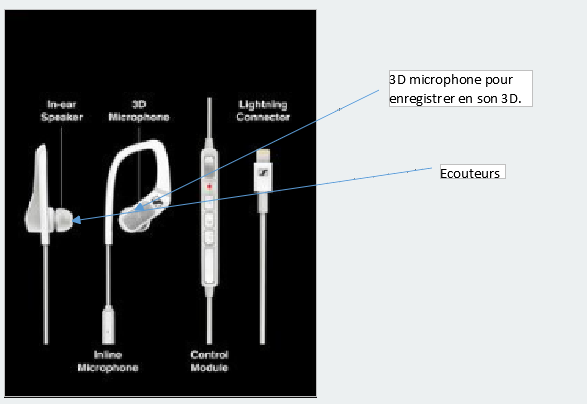 In-ear
Speaker
3D
Microphone
Lightning
Connector
3D microphone pour
enregistrer en son 3D.
Ecouteurs
Inline
Microphone
Control
Module